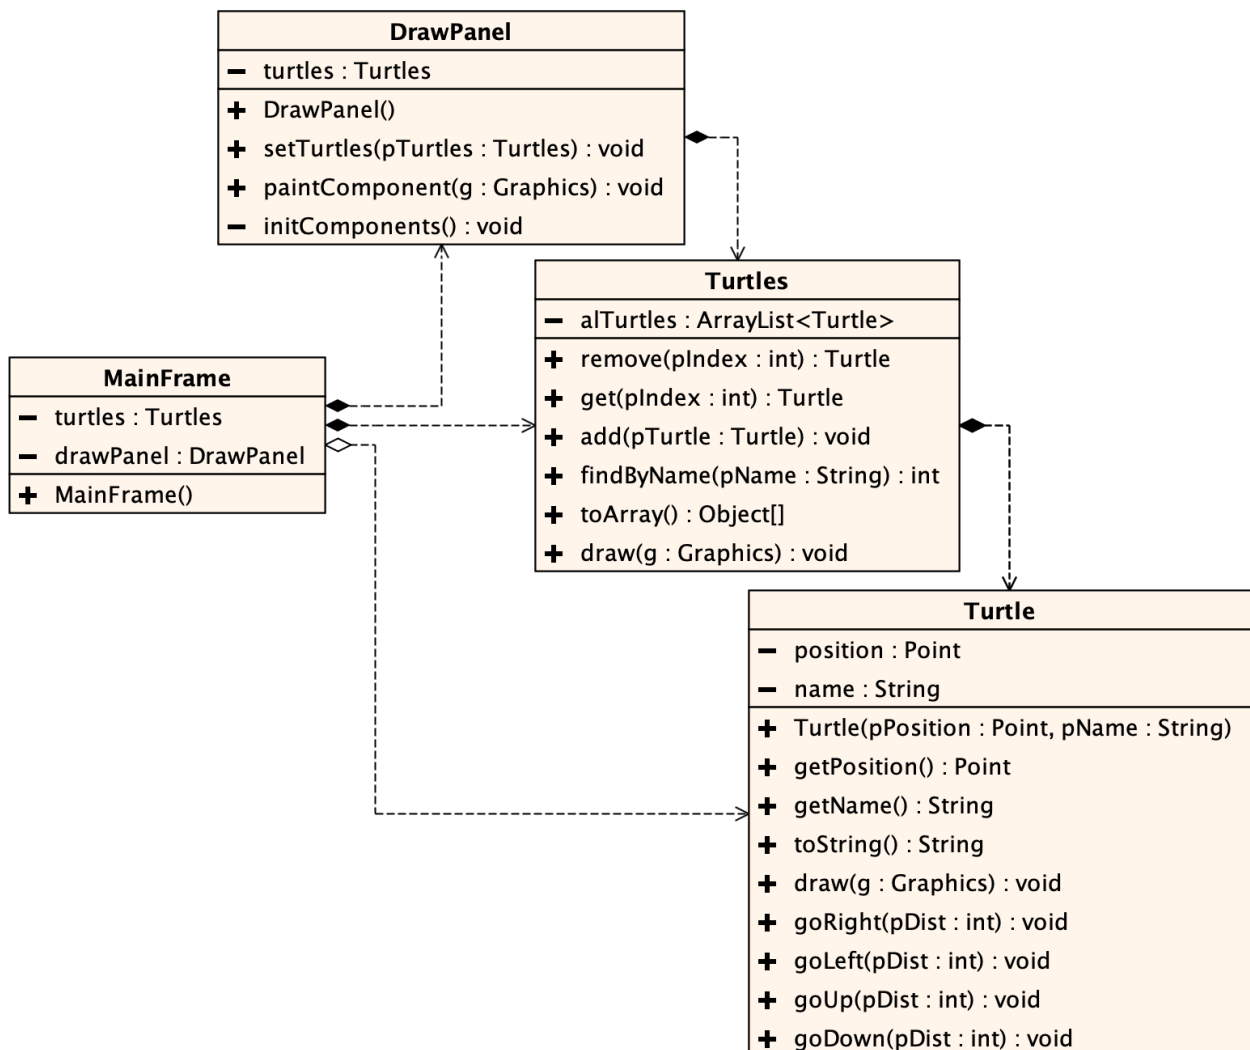 DrawPanel
− turtles : Turtles
+ DrawPanel()
+ setTurtles(pTurtles : Turtles) : void
+ paintComponent(g : Graphics) : void
− initComponents() : void
Turtles
− alTurtles : ArrayList<Turtle>
+ remove(pIndex : int) : Turtle
+ get(pIndex : int) : Turtle
+ add(pTurtle : Turtle) : void
+ findByName(pName : String) : int
+ toArray() : Object[]
+ draw(g : Graphics) : void
MainFrame
− turtles : Turtles
− drawPanel : DrawPanel
+ MainFrame()
Turtle
− position : Point
− name : String
+ Turtle(pPosition : Point, pName : String)
+ getPosition() : Point
+ getName() : String
+ toString() : String
+ draw(g : Graphics) : void
+ goRight(pDist : int) : void
+ goLeft(pDist : int) : void
+ goUp(pDist : int) : void
+ goDown(pDist : int) : void